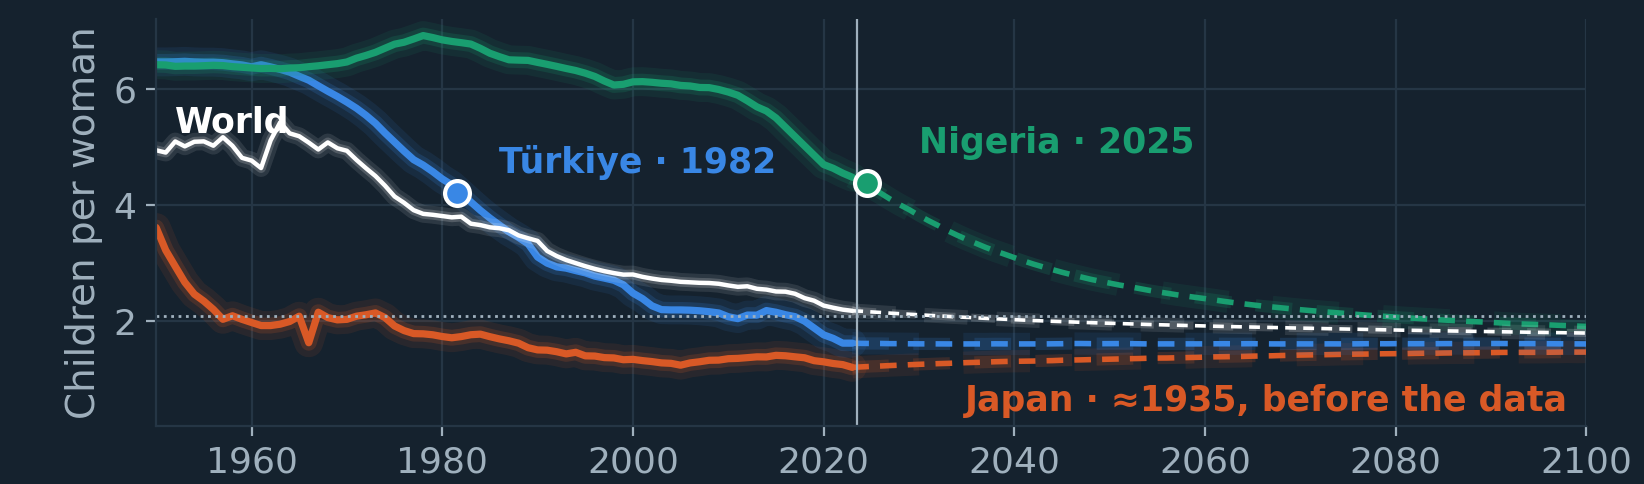 Children per woman
6
4
2
World
Türkiye · 1982
Nigeria · 2025
Japan · ≈1935, before the data
1960 1980 2000 2020 2040 2060 2080 2100